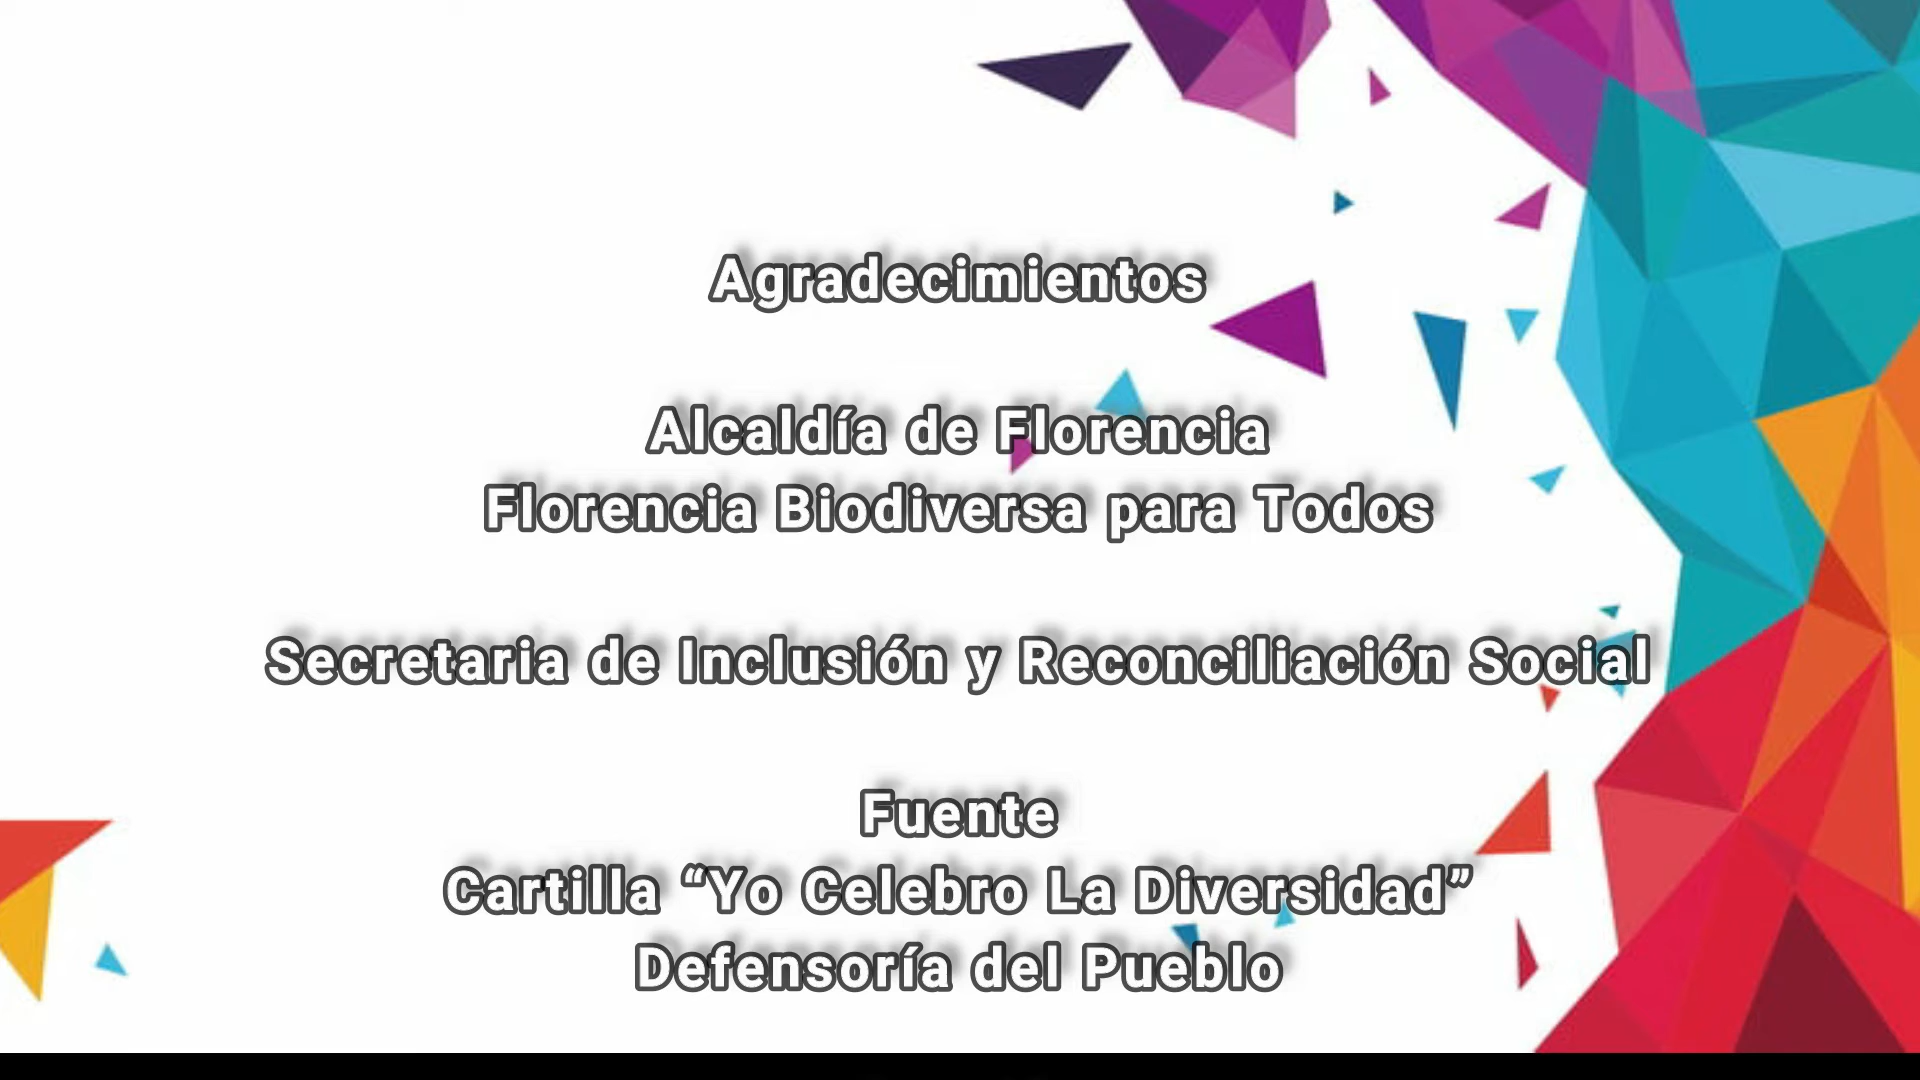 Agradecimientos
Alcaldía de Florencia
Florencia Biodiversa para Todos
Secretaria de Inclusión y Reconciliación Social
Fuente
Cartilla “Yo Celebro La Diversidad”
Defensoría del Pueblo